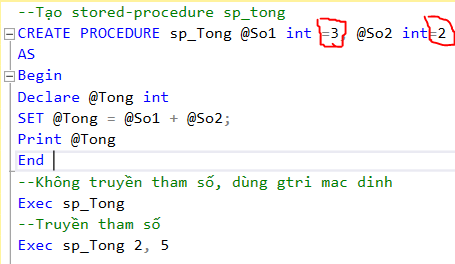 --Tạo stored-procedure sp_tong
CREATE PROCEDURE sp_Tong @So1 int =3, @So2 int=2
AS
Begin
Declare @Tong int
SET @Tong = @So1 + @So2;
Print @Tong
End
--Không truyền tham số, dùng gtri mac dinh
Exec sp_Tong
--Truyền tham số
Exec sp_Tong 2, 5